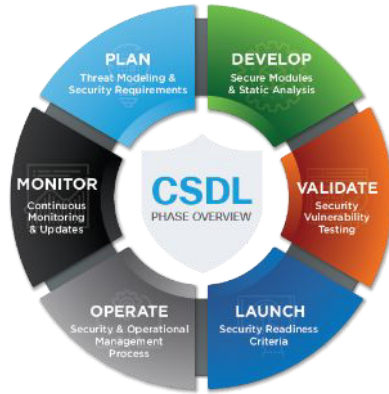 PLAN
Threat Modeling &
Security Requirements
DEVELOP
Secure Modules
& Static Analysis
VALIDATE
Security
Vulnerability
Testing
LAUNCH
Security Readiness
Criteria
OPERATE
Security & Operational
Management
Process
MONITOR
Continuous
Monitoring
& Updates
CSDL
PHASE OVERVIEW